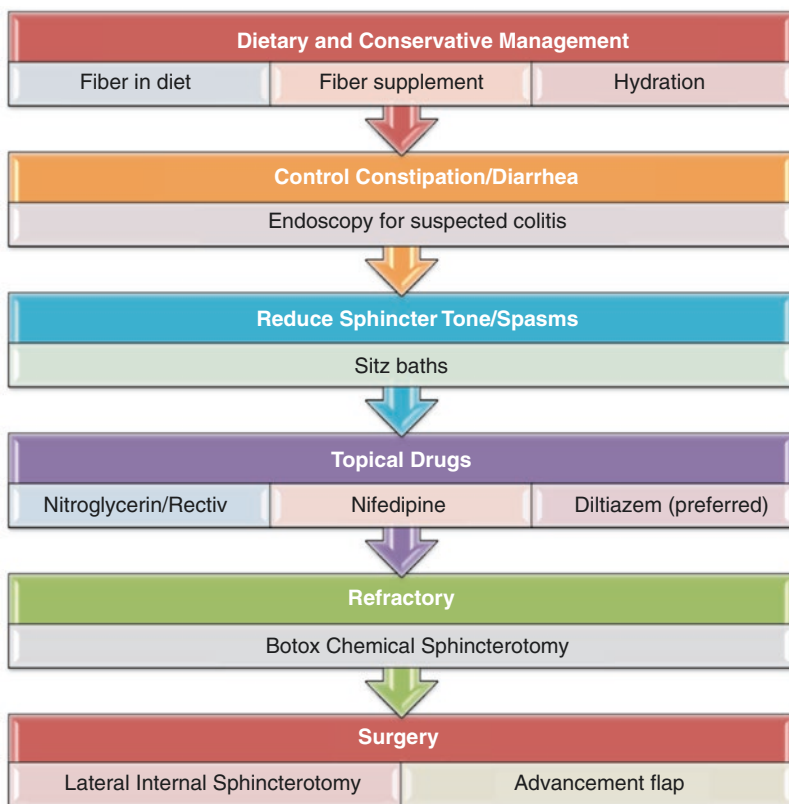 Dietary and Conservative Management
Fiber in diet
Fiber supplement
Hydration
Control Constipation/Diarrhea
Endoscopy for suspected colitis
Reduce Sphincter Tone/Spasms
Sitz baths
Topical Drugs
Nitroglycerin/Rectiv
Nifedipine
Diltiazem (preferred)
Refractory
Botox Chemical Sphincterotomy
Surgery
Lateral Internal Sphincterotomy
Advancement flap